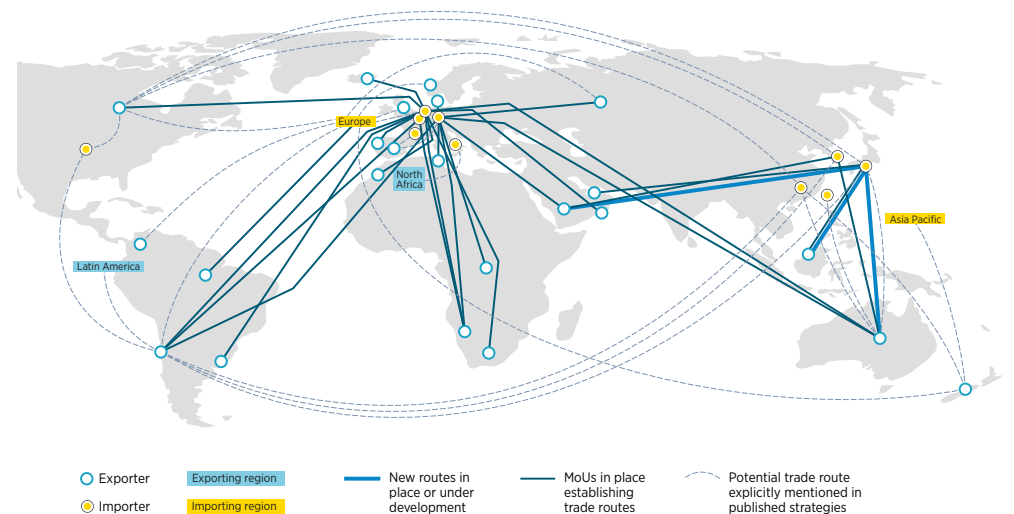 Europe
North
Africa
Asia Pacific
Latin America
Exporter
Exporting region
New routes in
place or under
development
MoUs in place
establishing
trade routes
Potential trade route
explicitly mentioned in
published strategies
Importer
Importing region